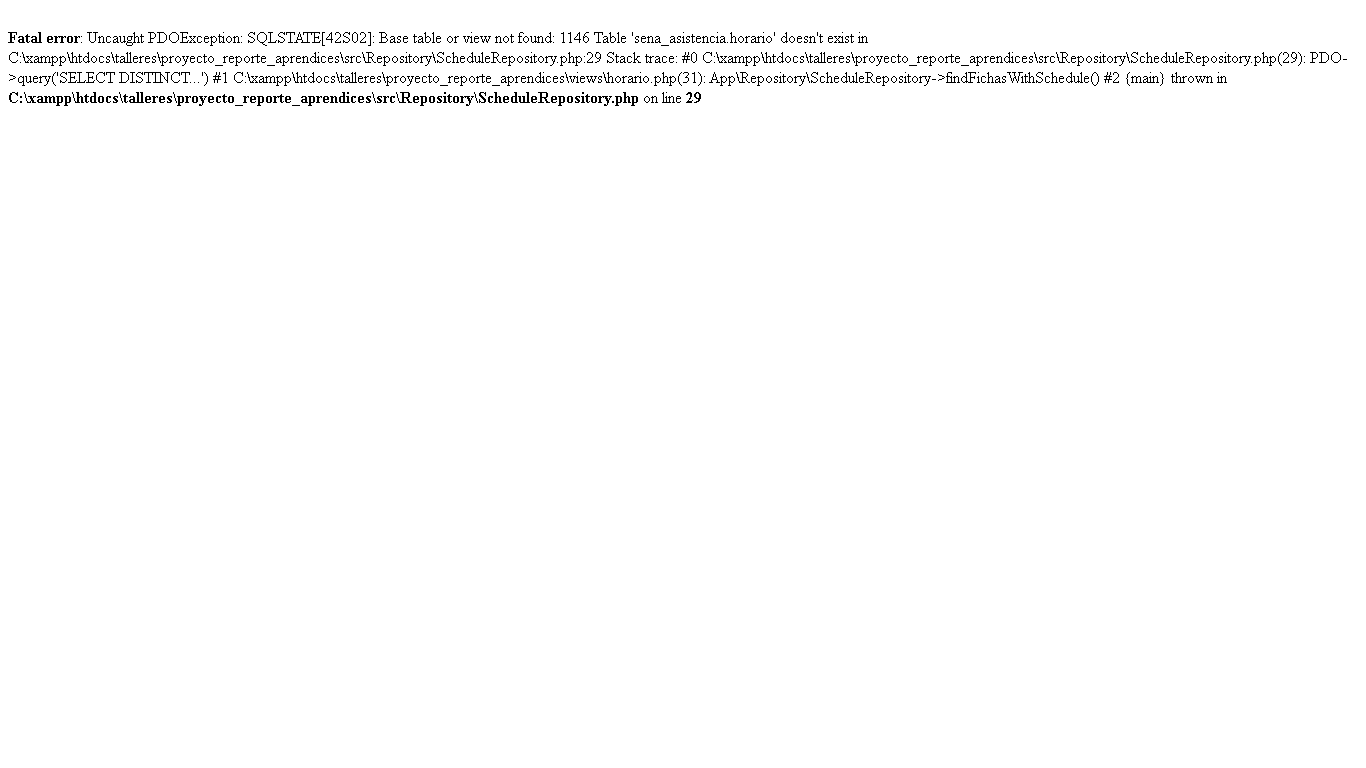 Fatal error: Uncaught PDOException: SQLSTATE[42S02]: Base table or view not found: 1146 Table 'sena_asistencia.horario' doesn't exist in
C:\xampp\htdocs\talleres\proyecto_reporte_aprendices\src\Repository\ScheduleRepository.php:29 Stack trace: #0 C:\xampp\htdocs\talleres\proyecto_reporte_aprendices\src\Repository\ScheduleRepository.php(29): PDO-
>query('SELECT DISTINCT...') #1 C:\xampp\htdocs\talleres\proyecto_reporte_aprendices\views\horario.php(31): App\Repository\ScheduleRepository->findFichasWithSchedule() #2 {main} thrown in
C:\xampp\htdocs\talleres\proyecto_reporte_aprendices\src\Repository\ScheduleRepository.php on line 29